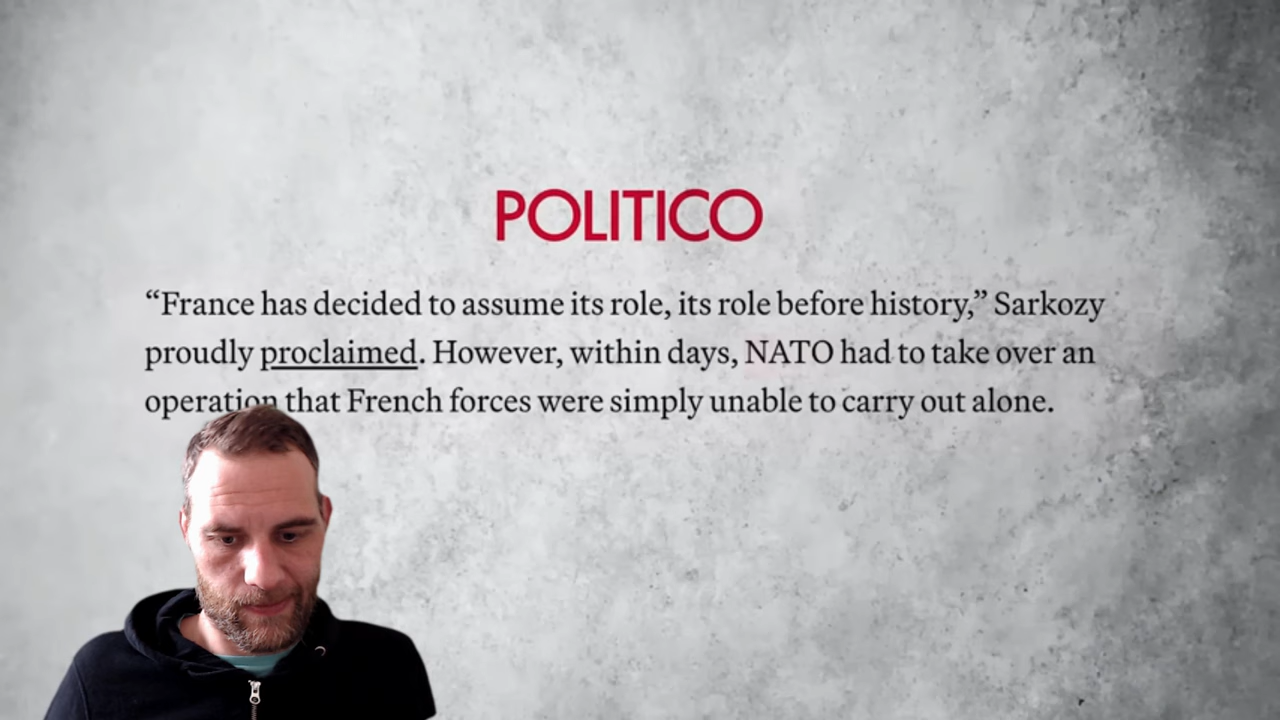 POLITICO
“France has decided to assume its role, its role before history,” Sarkozy
proudly proclaimed. However, within days, NATO had to take over an
operation that French forces were simply unable to carry out alone.